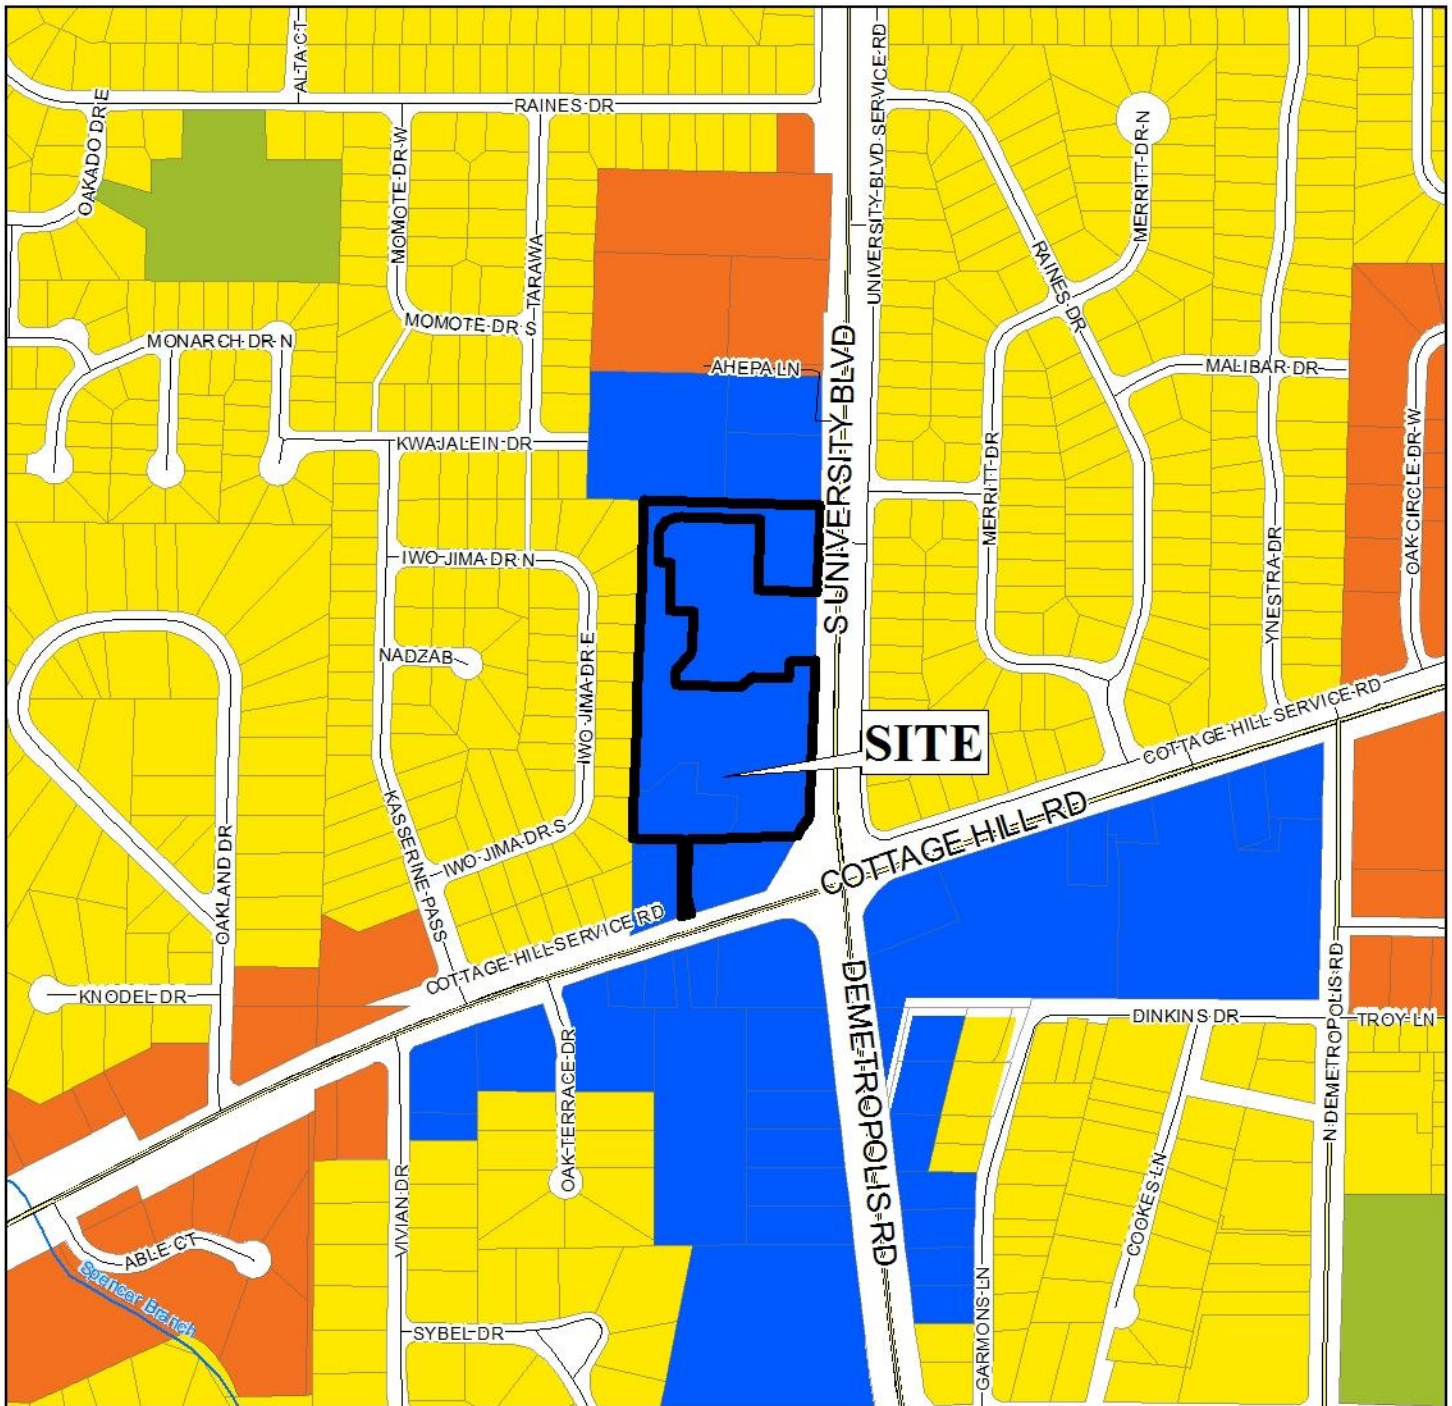 ALTA CT
UNIVERSITY BLVD SERVICE RD
OAKADO DR E
RAINES DR
MOMOTE DR W
MERRITT DR N
TARAWA
RAINES DR
MOMOTE DR S
MONARCH DR N
AHEPA LN
MALIBAR DR
S UNIVERSITY BLVD
KWAJALEIN DR
MERRITT DR
OAK CIRCLE DR W
IWO JIMA DR N
YNESTRA DR
NADZAB
IWO JIMA DR E
SITE
COTTAGE HILL SERVICE RD
KASSERINE PASS
IWO JIMA DR S
COTTAGE HILL RD
OAKLAND DR
COTTAGE HILL SERVICE RD
KNODEL DR
DEMETROPOLIS RD
DINKINS DR
TROY LN
N DEMETROPOLIS RD
OAK TERRACE DR
VIVIAN DR
COOKES LN
ABLE CT
Spencer Branch
SYBEL DR
GARMONS LN